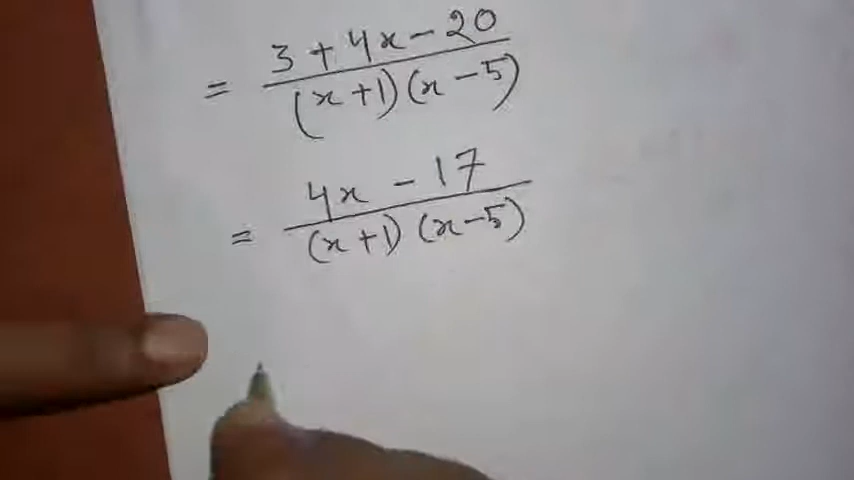 = 3 + 4x - 20 / (x + 1) (x - 5)
= 4x - 17 / (x + 1) (x - 5)